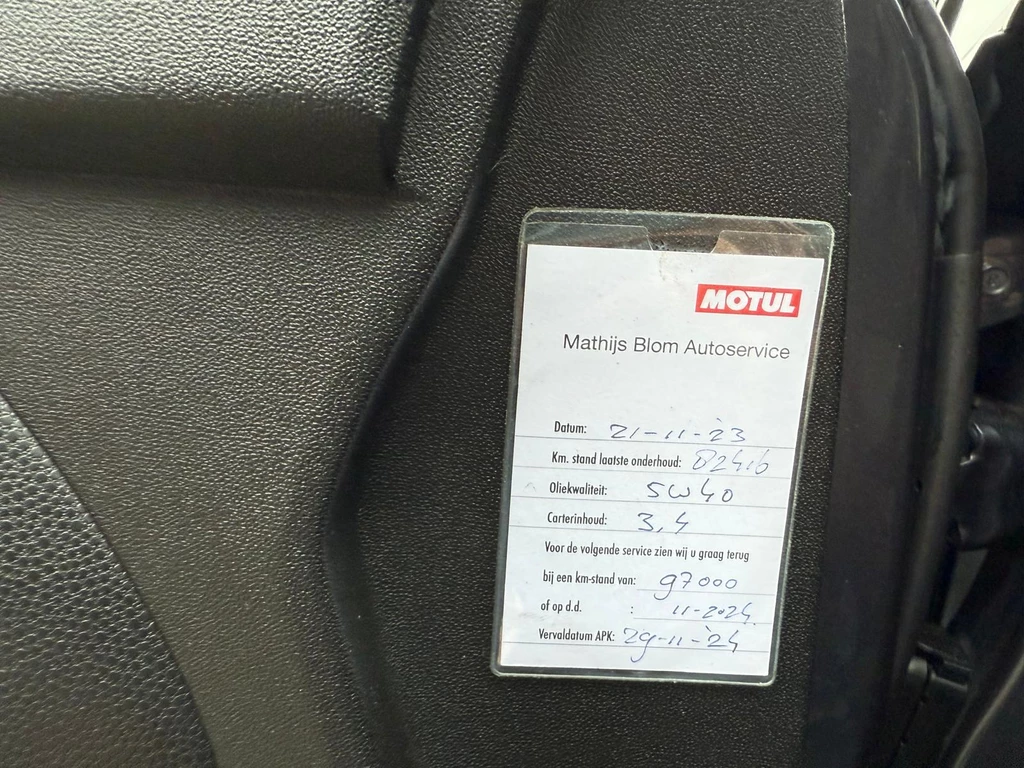 MOTUL
Mathijs Blom Autoservice
Datum: 21-11-'23
Km. stand laatste onderhoud: 82416
Oliekwaliteit: 5W40
Carterinhoud: 3,4
Voor de volgende service zien wij u graag terug
bij een km-stand van: 97000
of op d.d. : 11-2024
Vervaldatum APK: 29-11-'24